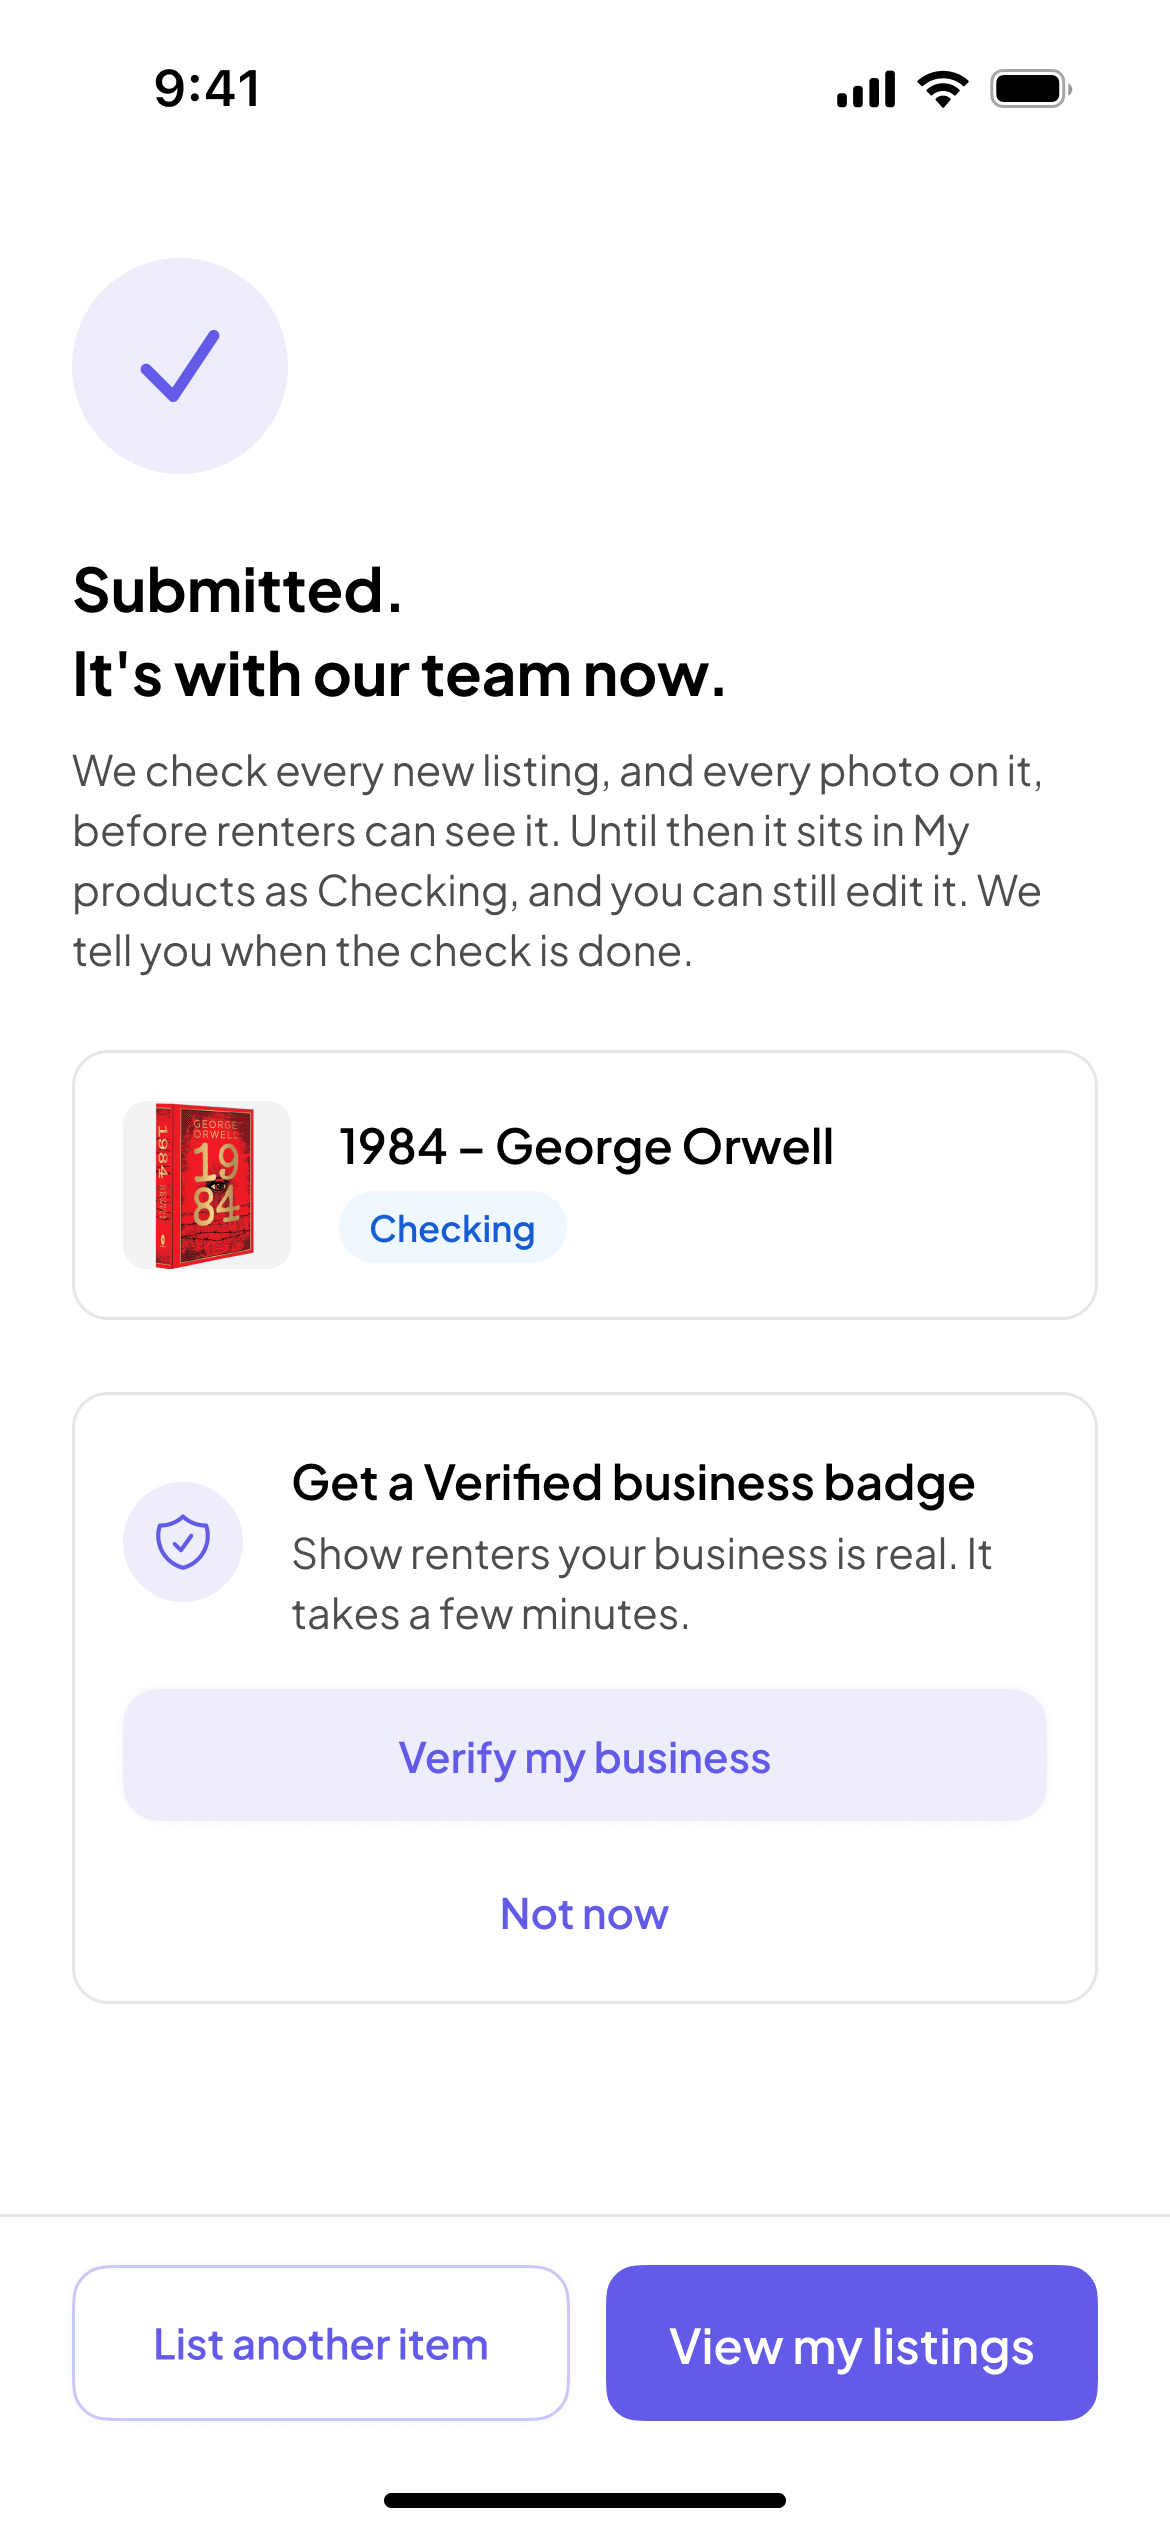 9:41
Submitted.
It's with our team now.
We check every new listing, and every photo on it,
before renters can see it. Until then it sits in My
products as Checking, and you can still edit it. We
tell you when the check is done.
1984
GEORGE
ORWELL
19
84
1984 – George Orwell
Checking
Get a Verified business badge
Show renters your business is real. It
takes a few minutes.
Verify my business
Not now
List another item
View my listings